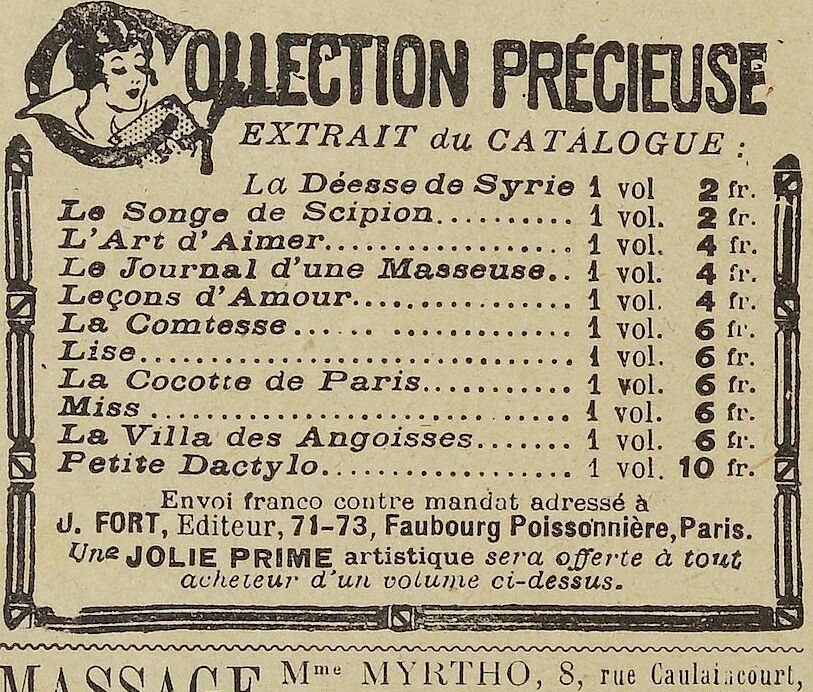 COLLECTION PRÉCIEUSE
EXTRAIT du CATALOGUE :
La Déesse de Syrie 1 vol 2 fr.
Le Songe de Scipion.......... 1 vol. 2 fr.
L'Art d'Aimer.................. 1 vol. 4 fr.
Le Journal d'une Masseuse.. 1 vol. 4 fr.
Leçons d'Amour................ 1 vol. 4 fr.
La Comtesse...... ............. 1 vol. 6 fr.
Lise............................... 1 vol. 6 fr.
La Cocotte de Paris........... 1 vol. 6 fr.
Miss .............................. 1 vol. 6 fr.
La Villa des Angoisses....... 1 vol. 6 fr.
Petite Dactylo.................. 1 vol. 10 fr.
Envoi franco contre mandat adressé à
J. FORT, Editeur, 71-73, Faubourg Poissonnière, Paris.
Une JOLIE PRIME artistique sera offerte à tout
acheteur d'un volume ci-dessus.
MASSAGE Mme MYRTHO, 8, rue Caulaincourt,